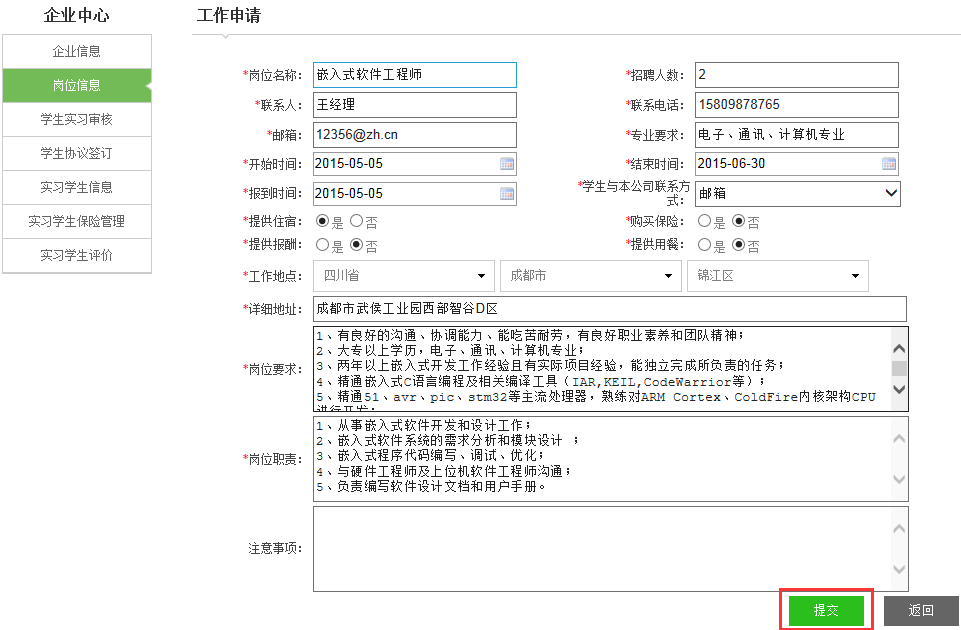 企业中心
企业信息
岗位信息
学生实习审核
学生协议签订
实习学生信息
实习学生保险管理
实习学生评价
工作申请
*岗位名称： 嵌入式软件工程师 *招聘人数： 2
*联系人： 王经理 *联系电话： 15809878765
*邮箱： 12356@zh.cn *专业要求： 电子、通讯、计算机专业
*开始时间： 2015-05-05 *结束时间： 2015-06-30
*报到时间： 2015-05-05 *学生与本公司联系方
式： 邮箱
*提供住宿： 是 否 *购买保险： 是 否
*提供报酬： 是 否 *提供用餐： 是 否
*工作地点： 四川省 成都市 锦江区
*详细地址： 成都市武侯工业园西部智谷D区
*岗位要求：
1、有良好的沟通、协调能力、能吃苦耐劳，有良好职业素养和团队精神；
2、大专以上学历，电子、通讯、计算机专业；
3、两年以上嵌入式开发工作经验且有实际项目经验，能独立完成所负责的任务；
4、精通嵌入式C语言编程及相关编译工具（IAR,KEIL,CodeWarrior等）；
5、精通51、avr、pic、stm32等主流处理器，熟练对ARM Cortex、ColdFire内核架构CPU
进行开发；
*岗位职责：
1、从事嵌入式软件开发和设计工作；
2、嵌入式软件系统的需求分析和模块设计 ；
3、嵌入式程序代码编写、调试、优化；
4、与硬件工程师及上位机软件工程师沟通；
5、负责编写软件设计文档和用户手册。
注意事项：
提交 返回